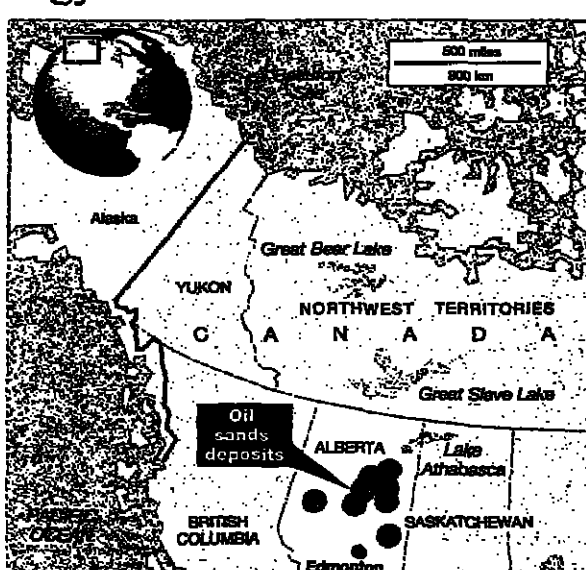 500 miles
800 km
Alaska
Great Bear Lake
YUKON
NORTHWEST TERRITORIES
C A N A D A
Great Slave Lake
Oil
sands
deposits
ALBERTA
Lake
Athabasca
BRITISH
COLUMBIA
SASKATCHEWAN
OCEAN
Edmonton